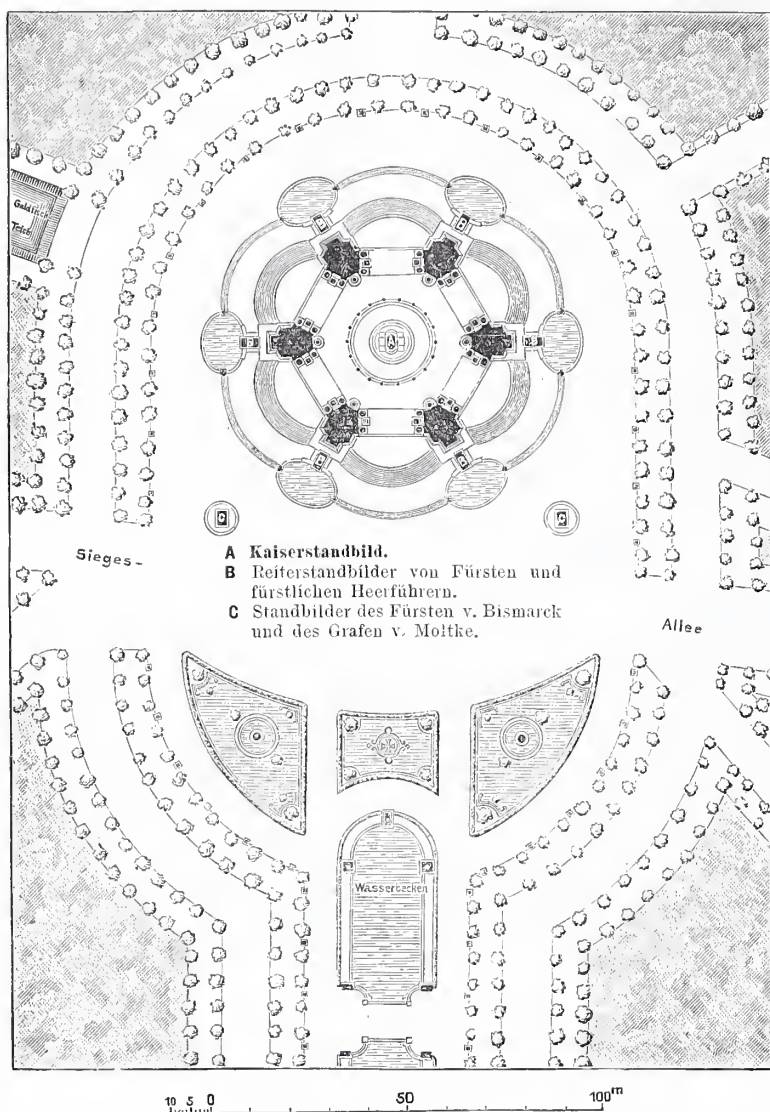 Goldfisch
Teich
A
Sieges-
A Kaiserstandbild.
B Reiterstandbilder von Fürsten und
fürstlichen Heerführern.
C Standbilder des Fürsten v. Bismarck
und des Grafen v. Moltke.
C
C
Allee
Wasserbecken
10 5 0 50 100m